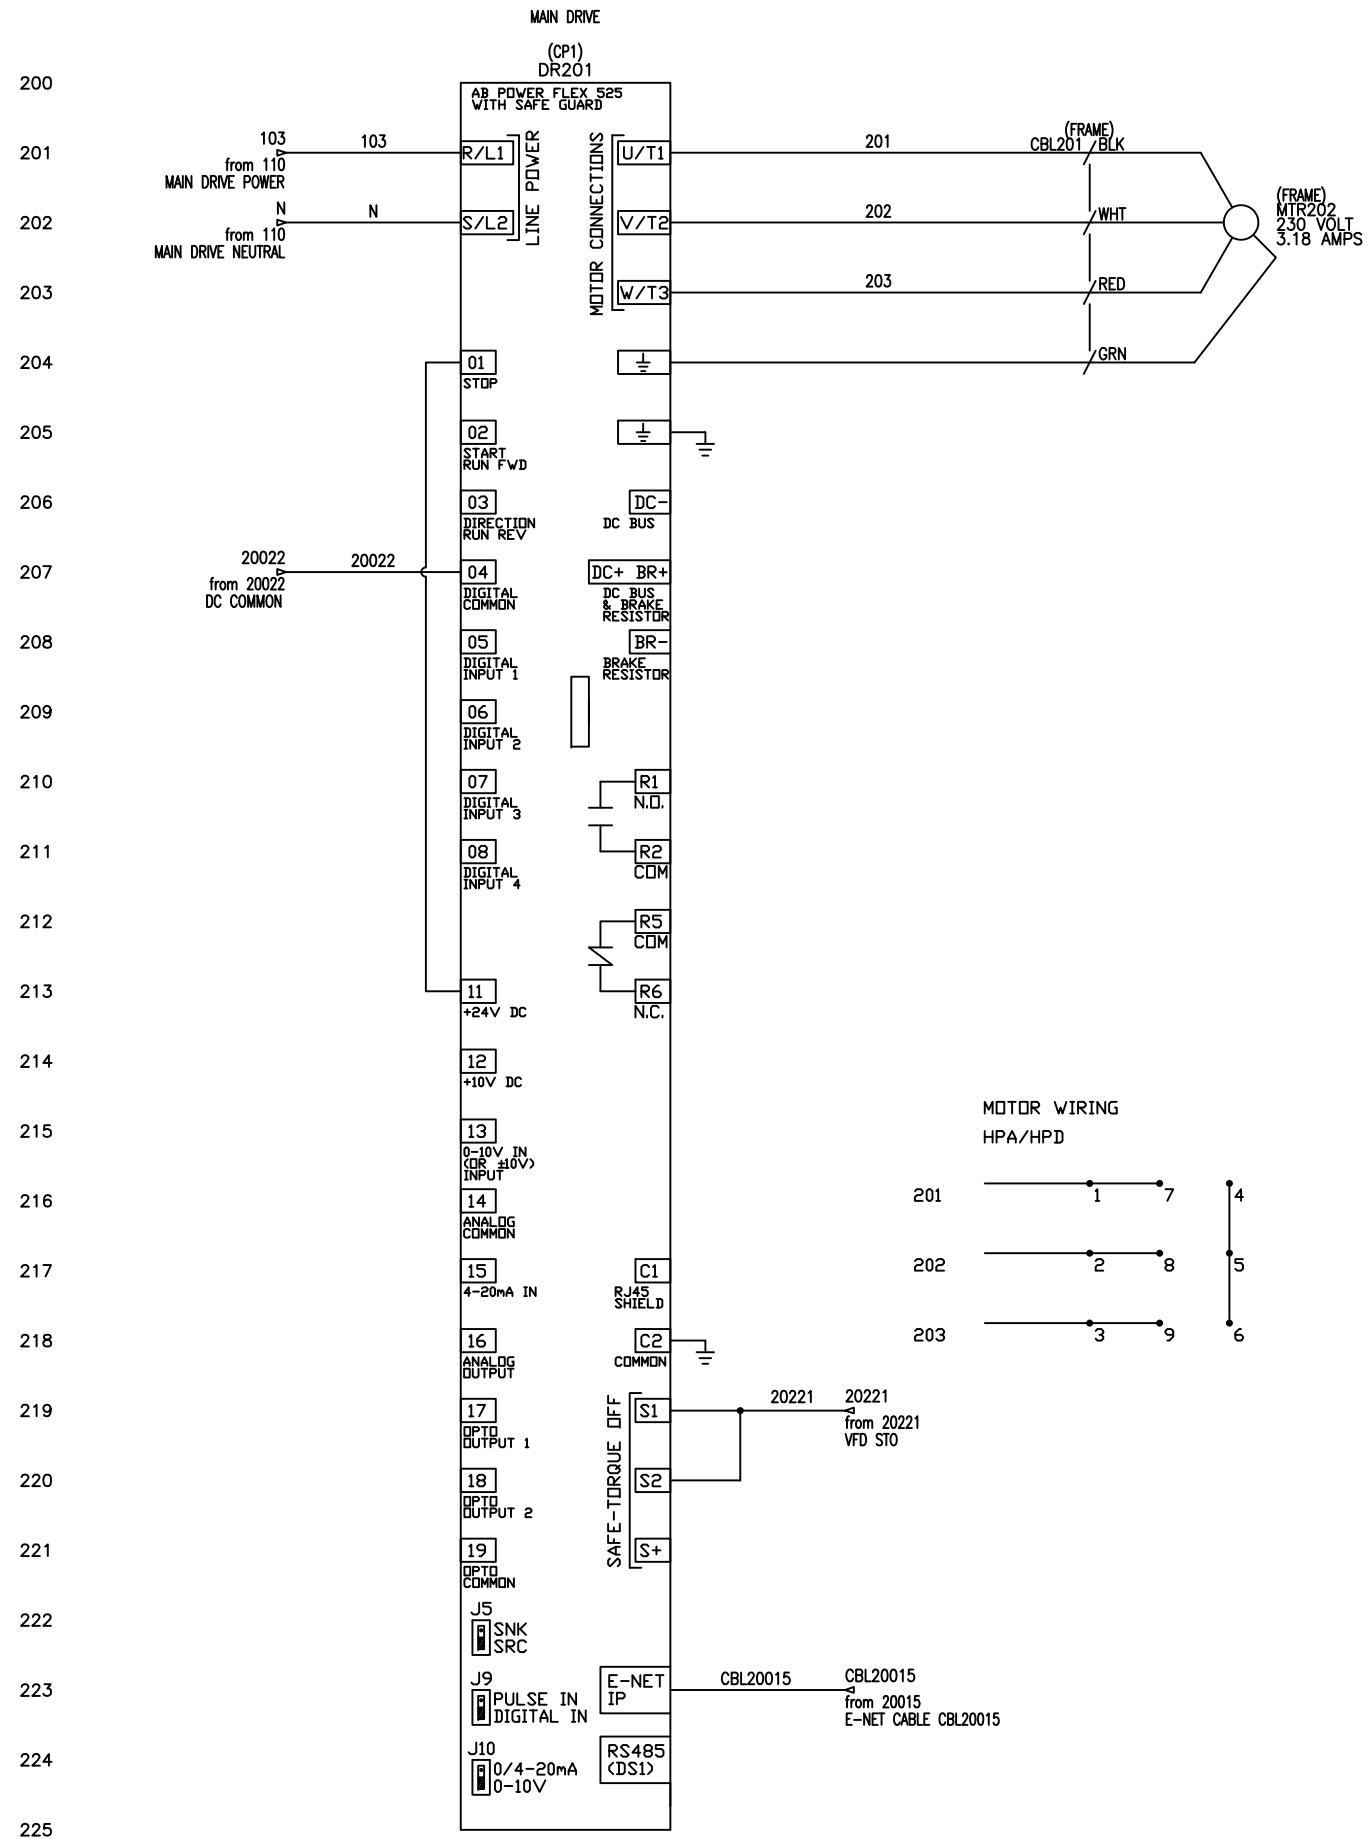 MAIN DRIVE
(CP1)
DR201
200
AB POWER FLEX 525
WITH SAFE GUARD
201
103
from 110
MAIN DRIVE POWER
103
R/L1
LINE POWER
MOTOR CONNECTIONS
U/T1
201
(FRAME)
CBL201
BLK
202
N
from 110
MAIN DRIVE NEUTRAL
N
S/L2
V/T2
202
WHT
(FRAME)
MTR202
230 VOLT
3.18 AMPS
203
W/T3
203
RED
204
01
STOP
GRN
205
02
START
RUN FWD
206
03
DIRECTION
RUN REV
DC-
DC BUS
207
20022
from 20022
DC COMMON
20022
04
DIGITAL
COMMON
DC+ BR+
DC BUS
& BRAKE
RESISTOR
208
05
DIGITAL
INPUT 1
BR-
BRAKE
RESISTOR
209
06
DIGITAL
INPUT 2
210
07
DIGITAL
INPUT 3
R1
N.O.
211
08
DIGITAL
INPUT 4
R2
COM
212
R5
COM
213
11
+24V DC
R6
N.C.
214
12
+10V DC
MOTOR WIRING
HPA/HPD
215
13
0-10V IN
(OR ±10V)
INPUT
216
14
ANALOG
COMMON
201
1
7
4
217
15
4-20mA IN
C1
RJ45
SHIELD
202
2
8
5
218
16
ANALOG
OUTPUT
C2
COMMON
203
3
9
6
219
17
OPTO
OUTPUT 1
SAFE-TORQUE OFF
S1
20221
20221
from 20221
VFD STO
220
18
OPTO
OUTPUT 2
S2
221
19
OPTO
COMMON
S+
222
J5
SNK
SRC
223
J9
PULSE IN
DIGITAL IN
E-NET
IP
CBL20015
CBL20015
from 20015
E-NET CABLE CBL20015
224
J10
0/4-20mA
0-10V
RS485
(DS1)
225